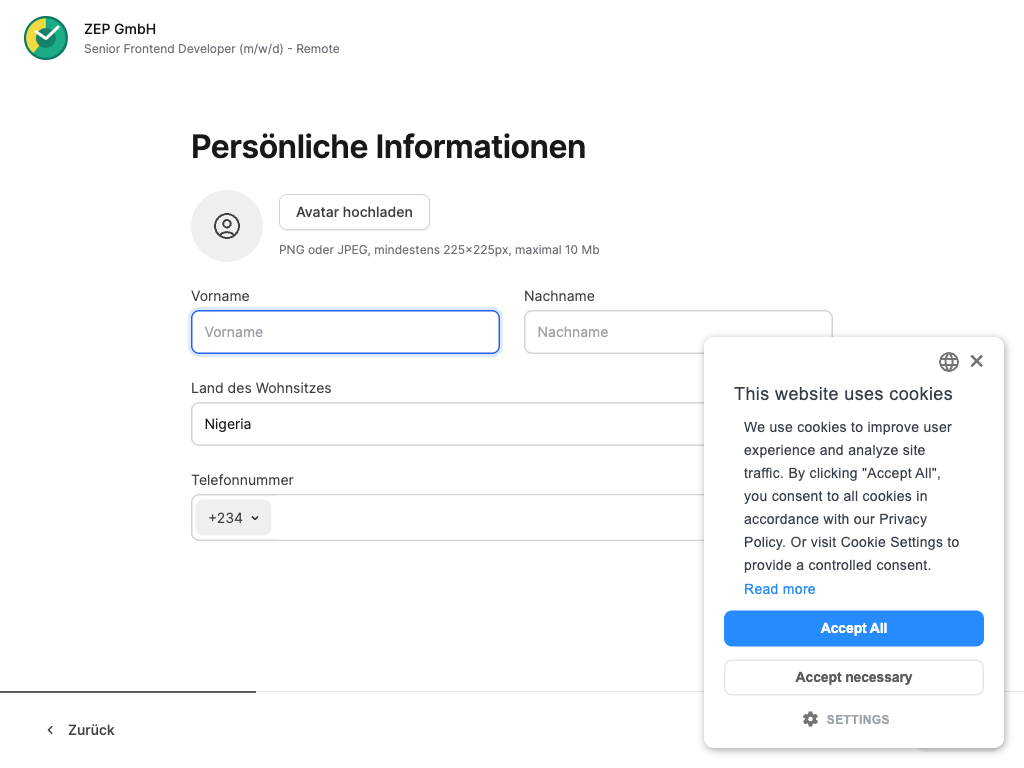 ZEP GmbH
Senior Frontend Developer (m/w/d) - Remote
Persönliche Informationen
Avatar hochladen
PNG oder JPEG, mindestens 225×225px, maximal 10 Mb
Vorname
Nachname
Vorname
Nachname
Land des Wohnsitzes
Nigeria
Telefonnummer
+234
This website uses cookies
We use cookies to improve user
experience and analyze site
traffic. By clicking "Accept All",
you consent to all cookies in
accordance with our Privacy
Policy. Or visit Cookie Settings to
provide a controlled consent.
Read more
Accept All
Accept necessary
SETTINGS
Zurück